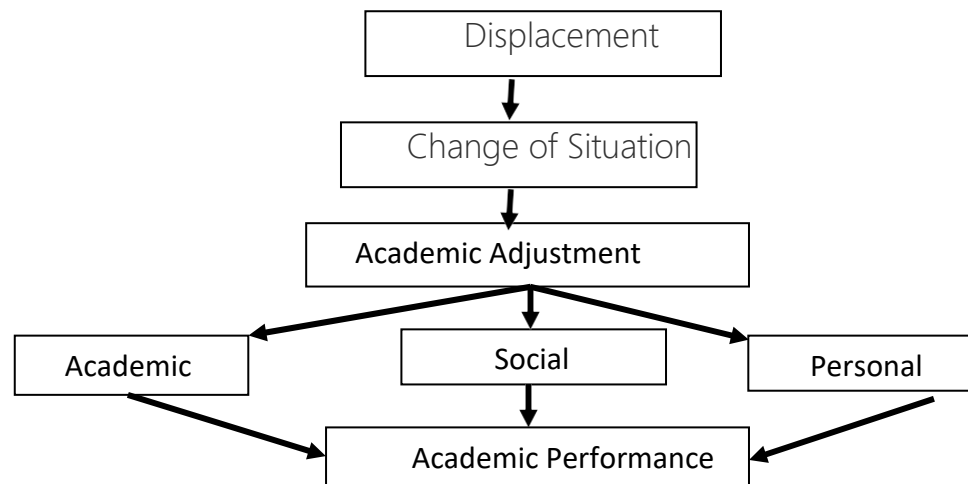 Displacement
Change of Situation
Academic Adjustment
Academic
Social
Personal
Academic Performance